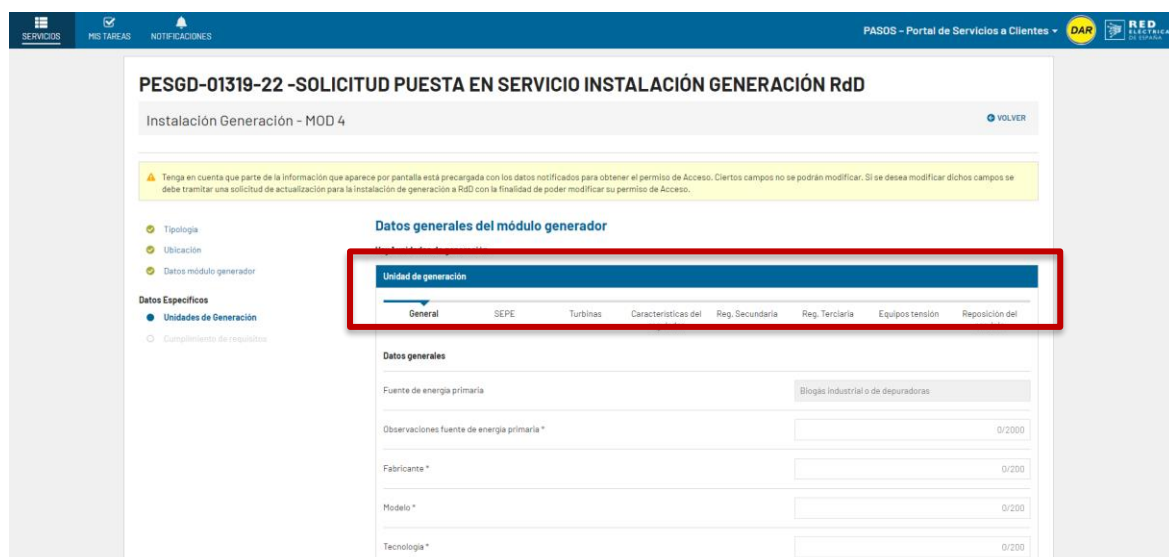 SERVICIOS
MIS TAREAS
NOTIFICACIONES
PASOS - Portal de Servicios a Clientes
DAR
RED
ELÉCTRICA
DE ESPAÑA
PESGD-01319-22 -SOLICITUD PUESTA EN SERVICIO INSTALACIÓN GENERACIÓN RdD
Instalación Generación - MOD 4
VOLVER
Tenga en cuenta que parte de la información que aparece por pantalla está precargada con los datos notificados para obtener el permiso de Acceso. Ciertos campos no se podrán modificar. Si se desea modificar dichos campos se
debe tramitar una solicitud de actualización para la instalación de generación a RdD con la finalidad de poder modificar su permiso de Acceso.
Tipología
Ubicación
Datos módulo generador
Datos Específicos
Unidades de Generación
Cumplimiento de requisitos
Datos generales del módulo generador
Unidad de generación
General
SEPE
Turbinas
Características del
Reg. Secundaria
Reg. Terciaria
Equipos tensión
Reposición del
Datos generales
Fuente de energía primaria
Biogás industrial o de depuradoras
Observaciones fuente de energía primaria *
0/2000
Fabricante *
0/200
Modelo *
0/200
Tecnología *
0/200